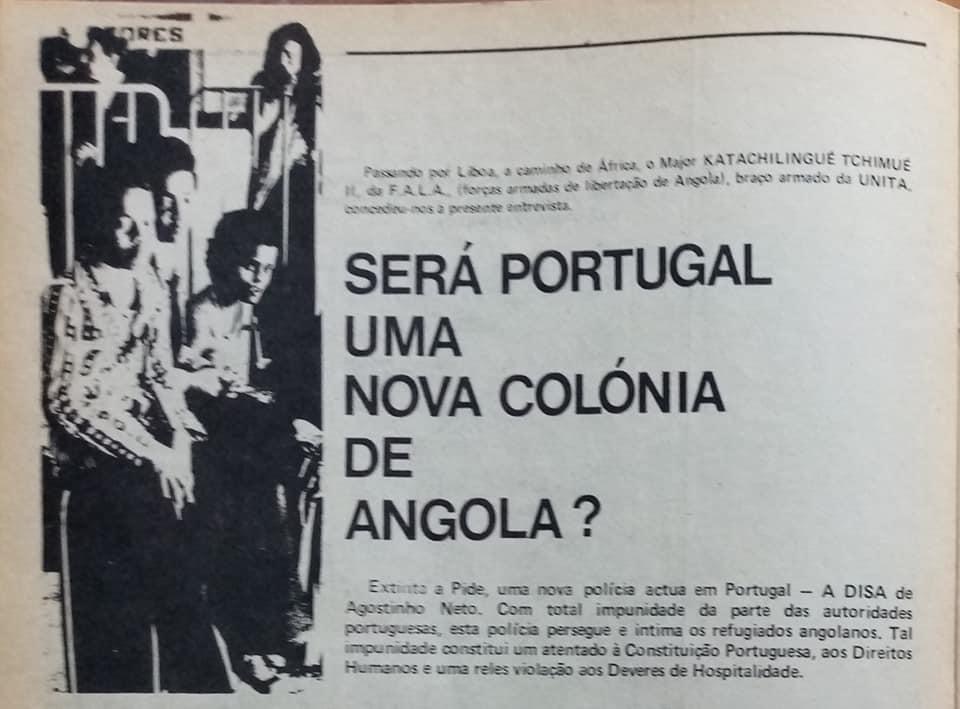 ORES
Passando por Liboa, a caminho de África, o Major KATACHILINGUÉ TCHIMUE
II, da F.A.L.A., (forças armadas de libertação de Angola), braço armado da UNITA,
concedeu-nos a presente entrevista.
SERÁ PORTUGAL
UMA
NOVA COLÓNIA
DE
ANGOLA ?
Extinta a Pide, uma nova polícia actua em Portugal — A DISA de
Agostinho Neto. Com total impunidade da parte das autoridades
portuguesas, esta polícia persegue e intima os refugiados angolanos. Tal
impunidade constitui um atentado à Constituição Portuguesa, aos Direitos
Humanos e uma reles violação aos Deveres de Hospitalidade.